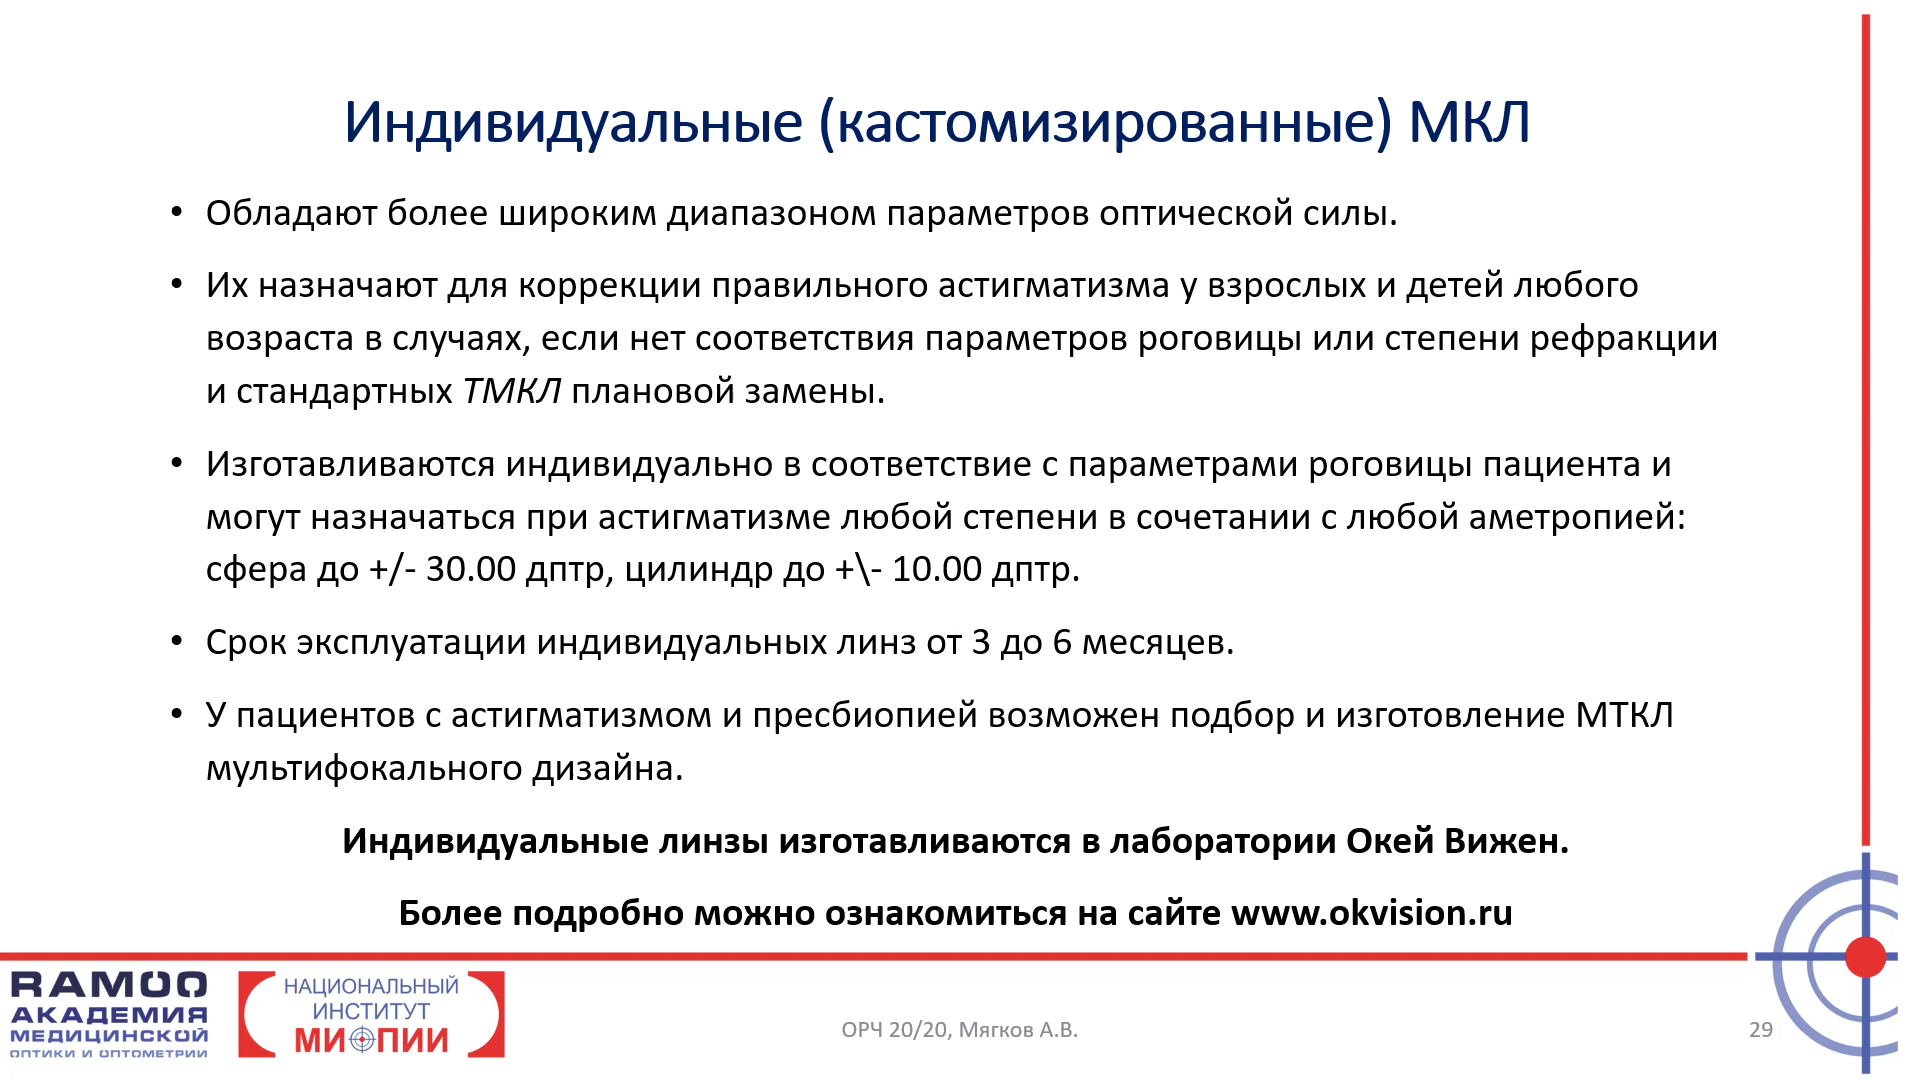 Индивидуальные (кастомизированные) МКЛ
• Обладают более широким диапазоном параметров оптической силы.
• Их назначают для коррекции правильного астигматизма у взрослых и детей любого
возраста в случаях, если нет соответствия параметров роговицы или степени рефракции
и стандартных ТМКЛ плановой замены.
• Изготавливаются индивидуально в соответствие с параметрами роговицы пациента и
могут назначаться при астигматизме любой степени в сочетании с любой аметропией:
сфера до +/- 30.00 дптр, цилиндр до +\- 10.00 дптр.
• Срок эксплуатации индивидуальных линз от 3 до 6 месяцев.
• У пациентов с астигматизмом и пресбиопией возможен подбор и изготовление МТКЛ
мультифокального дизайна.
Индивидуальные линзы изготавливаются в лаборатории Окей Вижен.
Более подробно можно ознакомиться на сайте www.okvision.ru
RAMOO
АКАДЕМИЯ
МЕДИЦИНСКОЙ
ОПТИКИ И ОПТОМЕТРИИ
НАЦИОНАЛЬНЫЙ
ИНСТИТУТ
МИОПИИ
ОРЧ 20/20, Мягков А.В.
29